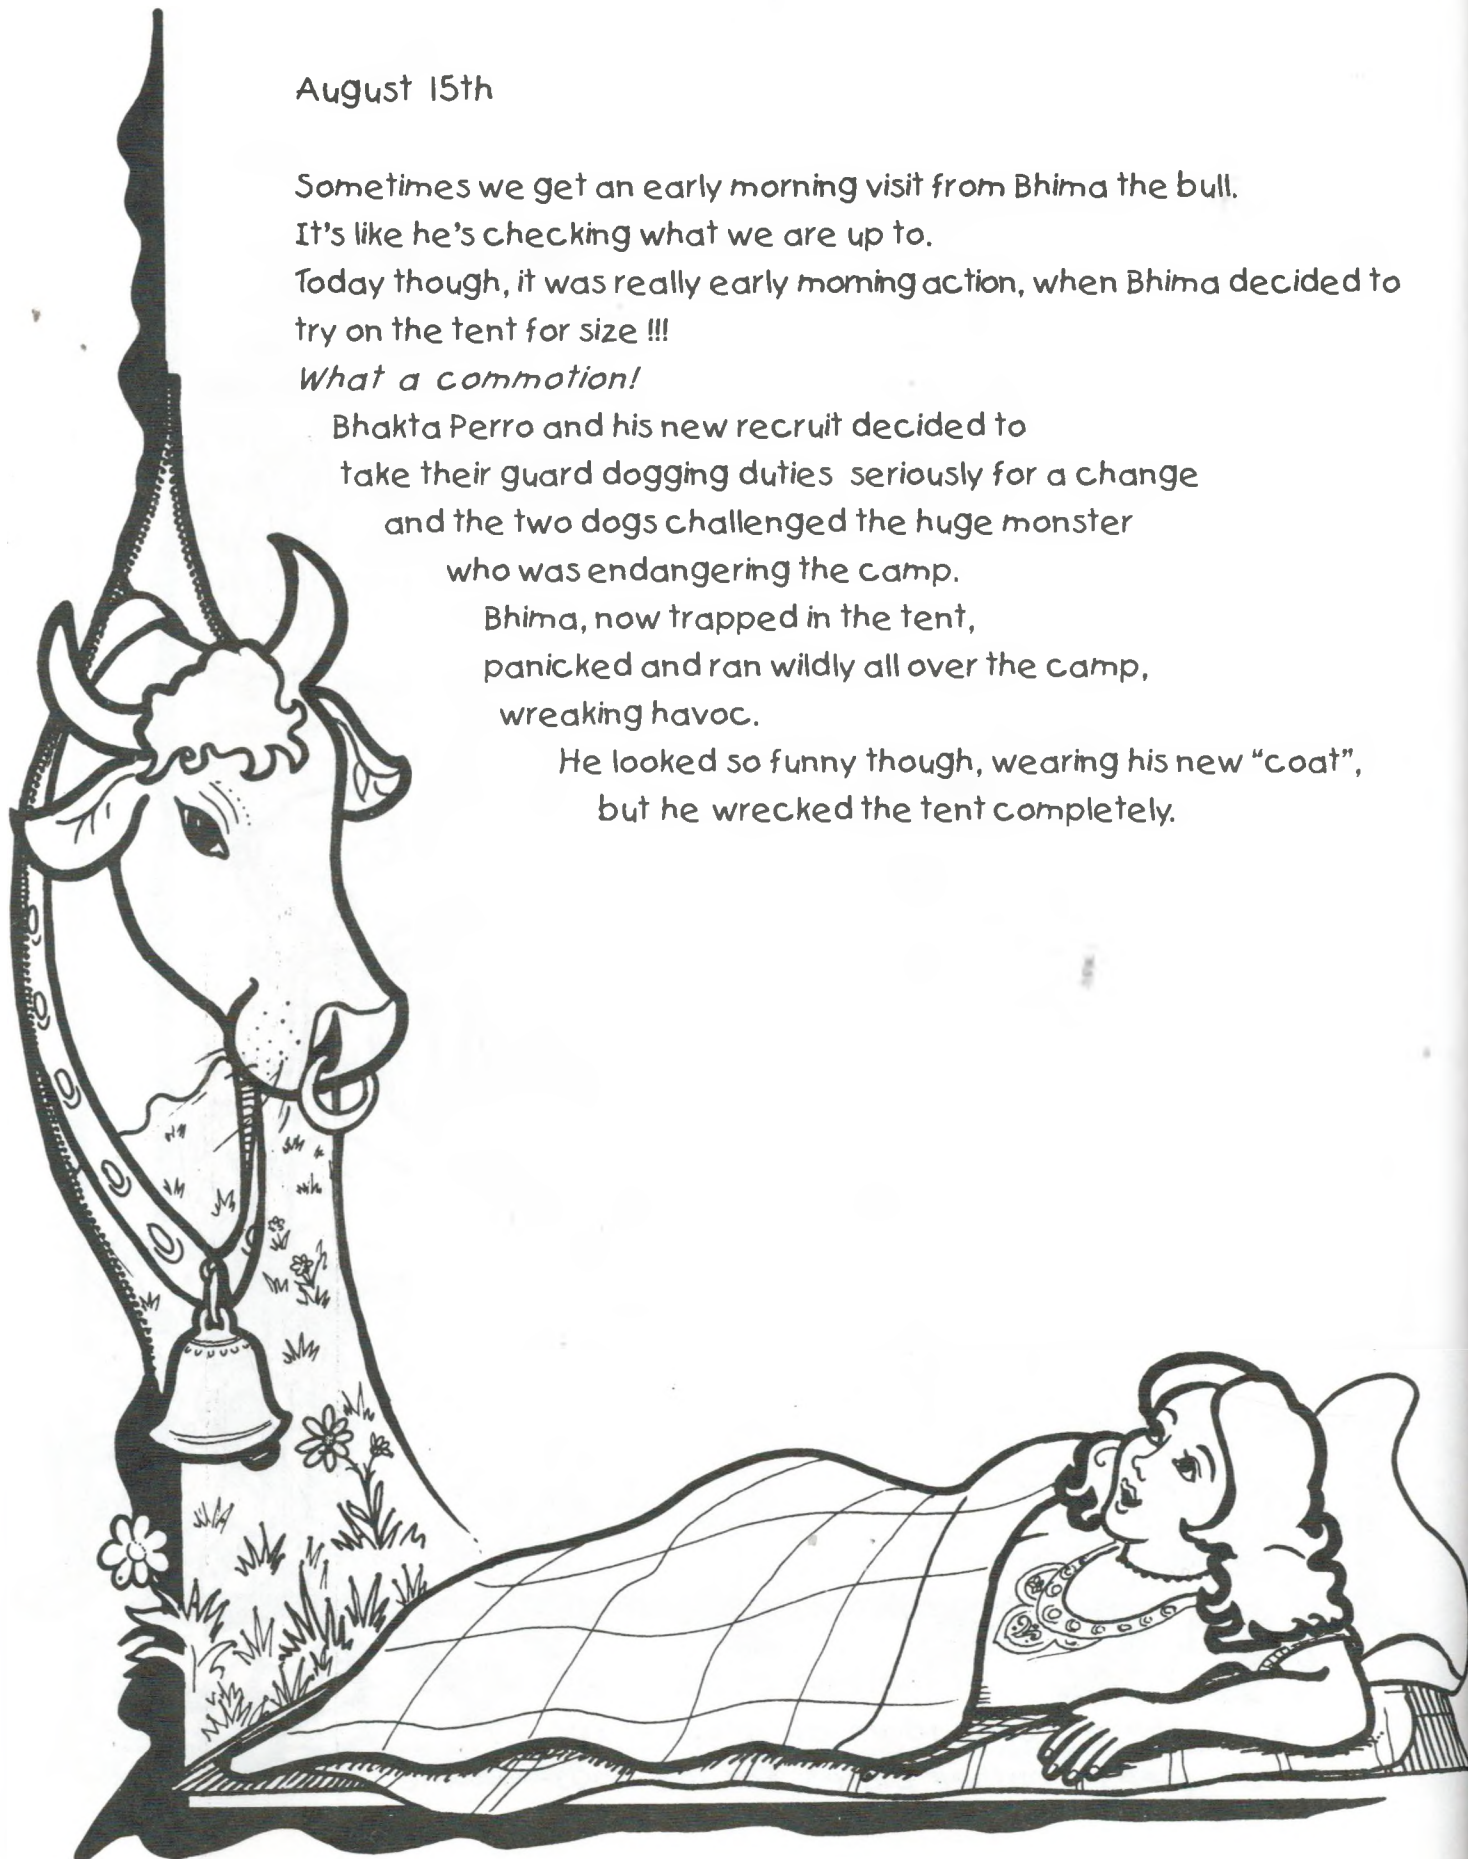 August 15th
Sometimes we get an early morning visit from Bhima the bull.
It's like he's checking what we are up to.
Today though, it was really early morning action, when Bhima decided to
try on the tent for size !!!
What a commotion!
Bhakta Perro and his new recruit decided to
take their guard dogging duties seriously for a change
and the two dogs challenged the huge monster
who was endangering the camp.
Bhima, now trapped in the tent,
panicked and ran wildly all over the camp,
wreaking havoc.
He looked so funny though, wearing his new "coat",
but he wrecked the tent completely.